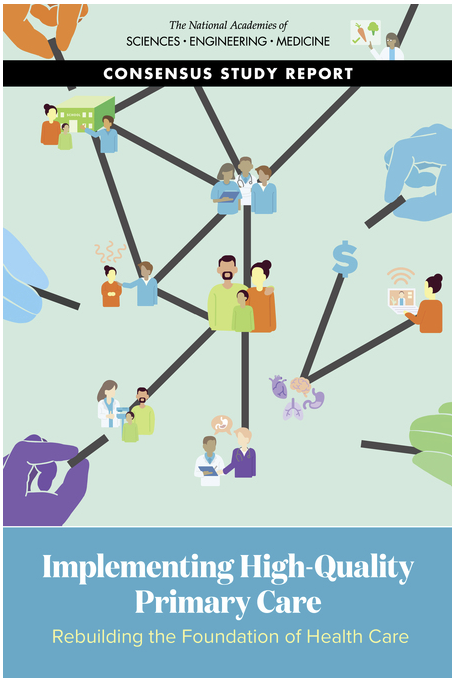 The National Academies of
SCIENCES • ENGINEERING • MEDICINE
CONSENSUS STUDY REPORT
$
Implementing High-Quality
Primary Care
Rebuilding the Foundation of Health Care